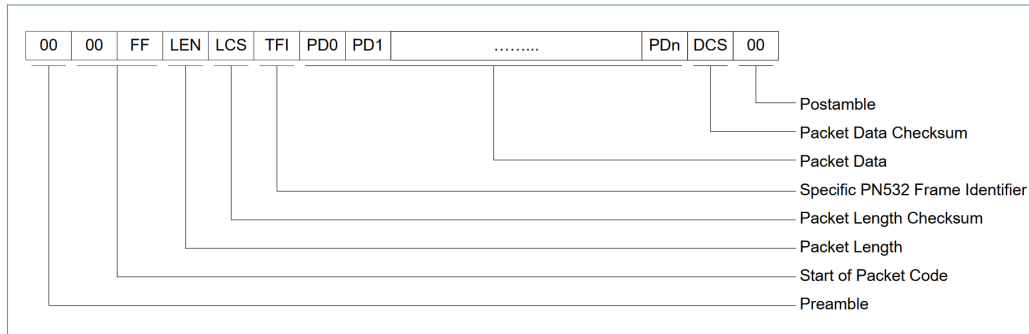 00 00 FF LEN LCS TFI PD0 PD1 ......... PDn DCS 00
Postamble
Packet Data Checksum
Packet Data
Specific PN532 Frame Identifier
Packet Length Checksum
Packet Length
Start of Packet Code
Preamble